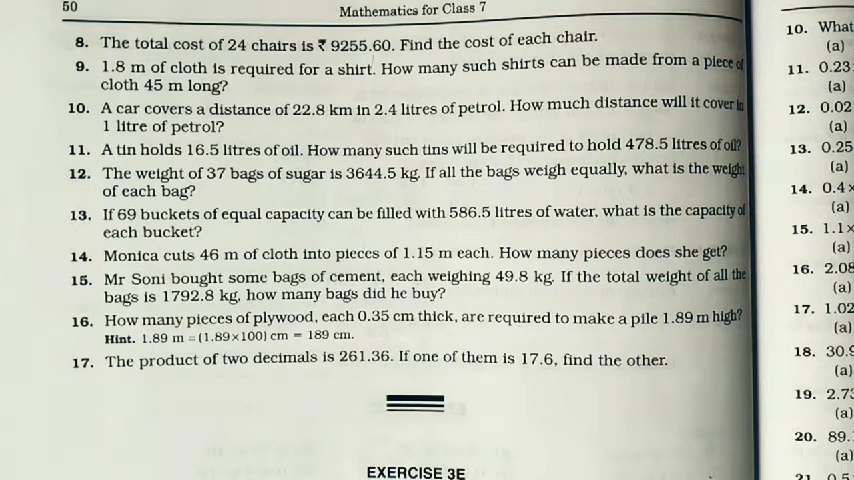 50
Mathematics for Class 7
8. The total cost of 24 chairs is ₹ 9255.60. Find the cost of each chair.
9. 1.8 m of cloth is required for a shirt. How many such shirts can be made from a piece of
cloth 45 m long?
10. A car covers a distance of 22.8 km in 2.4 litres of petrol. How much distance will it cover in
1 litre of petrol?
11. A tin holds 16.5 litres of oil. How many such tins will be required to hold 478.5 litres of oil?
12. The weight of 37 bags of sugar is 3644.5 kg. If all the bags weigh equally, what is the weight
of each bag?
13. If 69 buckets of equal capacity can be filled with 586.5 litres of water, what is the capacity of
each bucket?
14. Monica cuts 46 m of cloth into pieces of 1.15 m each. How many pieces does she get?
15. Mr Soni bought some bags of cement, each weighing 49.8 kg. If the total weight of all the
bags is 1792.8 kg, how many bags did he buy?
16. How many pieces of plywood, each 0.35 cm thick, are required to make a pile 1.89 m high?
Hint. 1.89 m = (1.89×100) cm = 189 cm.
17. The product of two decimals is 261.36. If one of them is 17.6, find the other.
EXERCISE 3E
10. What
(a)
11. 0.23
(a)
12. 0.02
(a)
13. 0.25
(a)
14. 0.4×
(a)
15. 1.1×
(a)
16. 2.08
(a)
17. 1.02
(a)
18. 30.9
(a)
19. 2.73
(a)
20. 89.
(a)